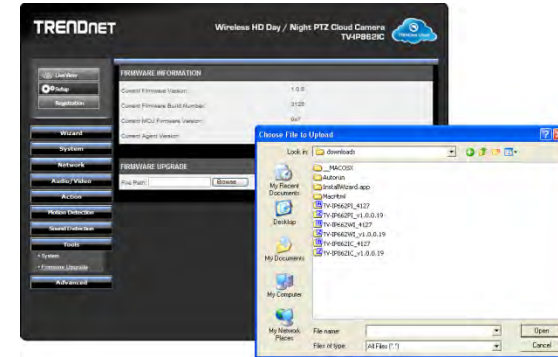 TRENDNET
Wireless HD Day / Night PTZ Cloud Camera
TV-IP862IC
Live View
Setup
Registration
Wizard
System
Network
Audio/Video
Action
Motion Detection
Sound Detection
Tools
• System
• Firmware Upgrade
Advanced
FIRMWARE INFORMATION
Current Firmware Version:
1.0.0
Current Firmware Build Number:
Current MCU Firmware Version:
Current Agent Version:
FIRMWARE UPGRADE
File Path:
Browse...
Choose File to Upload
Look in:
downloads
My Recent Documents
Desktop
My Documents
My Computer
My Network Places
__MACOSX
Autorun
InstallWizard.app
MacHtml
TV-IP662PI_4127
TV-IP662PI_v1.0.0.19
TV-IP662WI_4127
TV-IP662WI_v1.0.0.19
TV-IP862IC_4127
TV-IP862IC_v1.0.0.19
File name:
Files of type:
All Files (*.*)
Open
Cancel